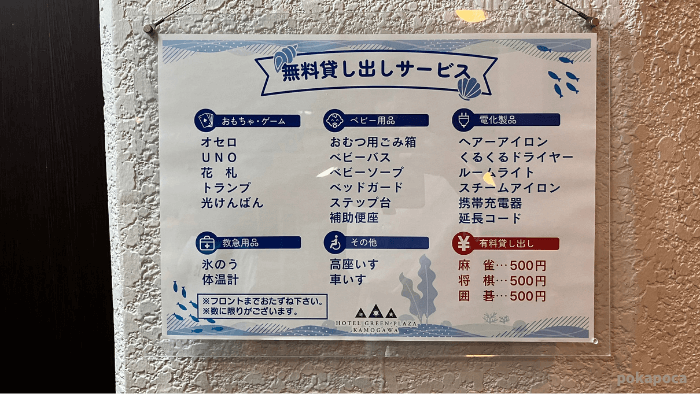 無料貸し出しサービス
おもちゃ・ゲーム
オセロ
UNO
花 札
トランプ
光けんばん
ベビー用品
おむつ用ごみ箱
ベビーバス
ベビーソープ
ベッドガード
ステップ台
補助便座
電化製品
ヘアーアイロン
くるくるドライヤー
ルームライト
スチームアイロン
携帯充電器
延長コード
救急用品
氷のう
体温計
その他
高座いす
車いす
¥ 有料貸し出し
麻 雀…500円
将 棋…500円
囲 碁…500円
※フロントまでおたずね下さい。
※数に限りがございます。
HOTEL GREEN PLAZA
KAMOGAWA
pokapoca